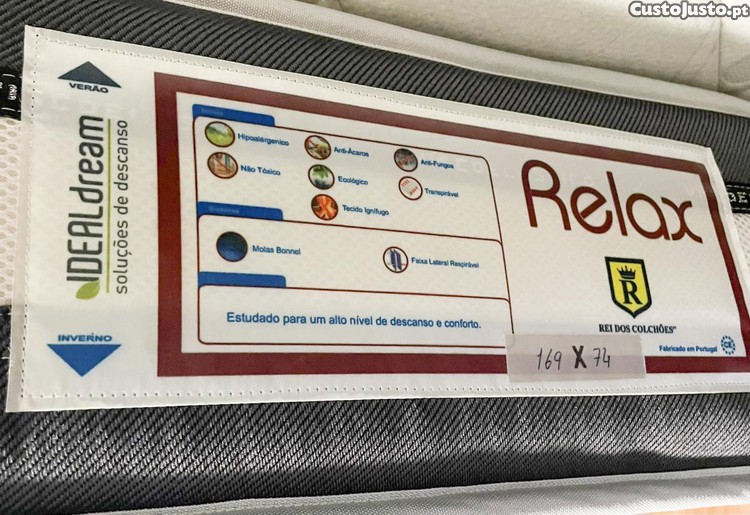 CustoJusto.pt
VERÃO
IDEALdream
soluções de descanso
INVERNO
Hipoalérgenico
Anti-Ácaros
Anti-Fungos
Não Tóxico
Ecológico
Transpirável
Tecido Ignífugo
Molas Bonnel
Faixa Lateral Respirável
Estudado para um alto nível de descanso e conforto.
Relax
R
REI DOS COLCHÕES"
Fabricado em Portugal
169 X 74